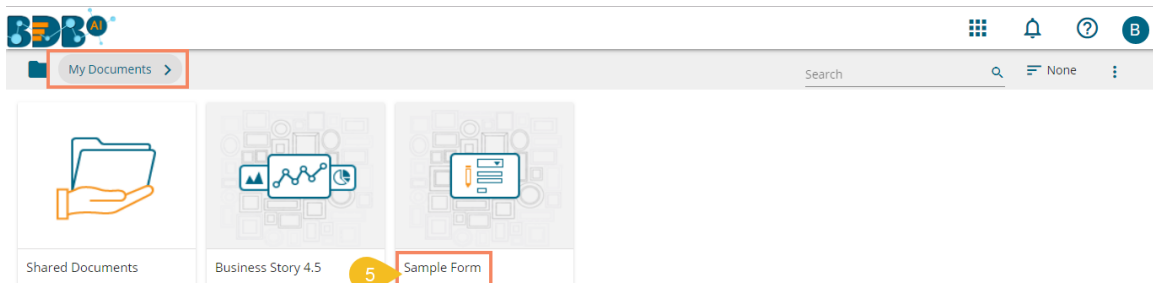 BDB AI
B
My Documents
Search
None
Shared Documents
Business Story 4.5
5
Sample Form